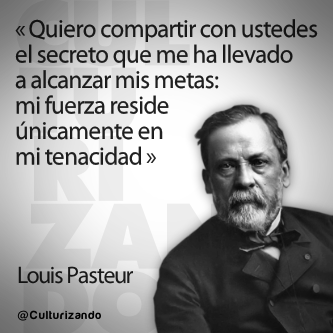 « Quiero compartir con ustedes
el secreto que me ha llevado
a alcanzar mis metas:
mi fuerza reside
únicamente en
mi tenacidad »
Louis Pasteur
@Culturizando